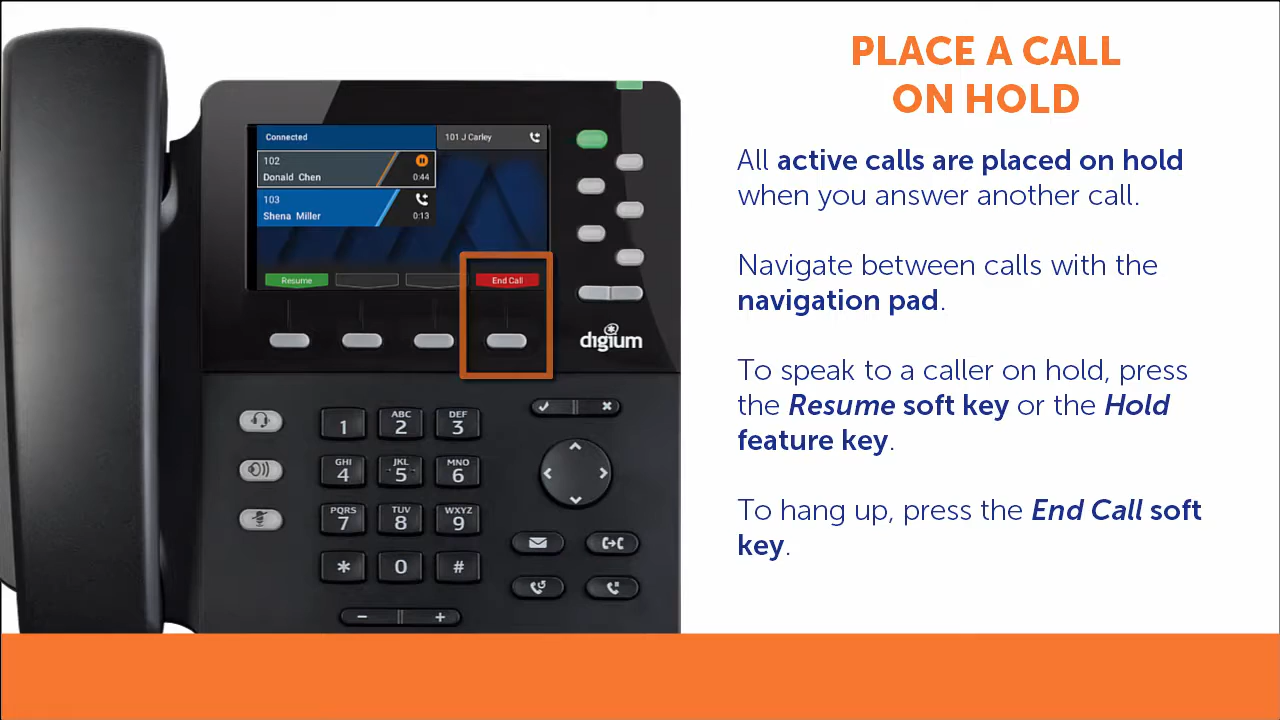 PLACE A CALL
ON HOLD
All active calls are placed on hold
when you answer another call.
Navigate between calls with the
navigation pad.
To speak to a caller on hold, press
the Resume soft key or the Hold
feature key.
To hang up, press the End Call soft
key.
Connected
101 J Carley
102
Donald Chen
0:44
103
Shena Miller
0:13
Resume
End Call
digium
1
ABC
2
DEF
3
GHI
4
JKL
5
MNO
6
PQRS
7
TUV
8
WXYZ
9
*
0
#
− +